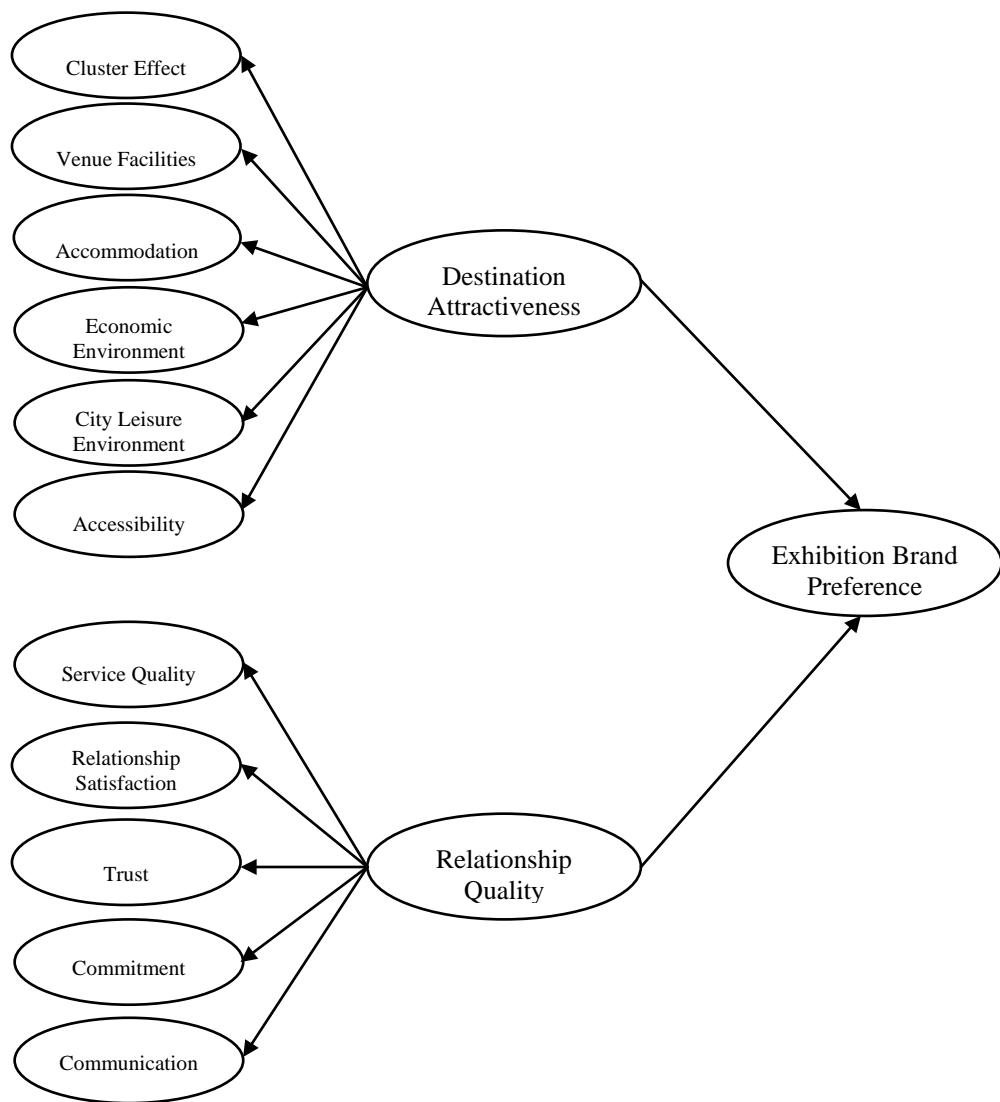 Cluster Effect
Venue Facilities
Accommodation
Economic
Environment
City Leisure
Environment
Accessibility
Destination
Attractiveness
Exhibition Brand
Preference
Service Quality
Relationship
Satisfaction
Trust
Commitment
Communication
Relationship
Quality